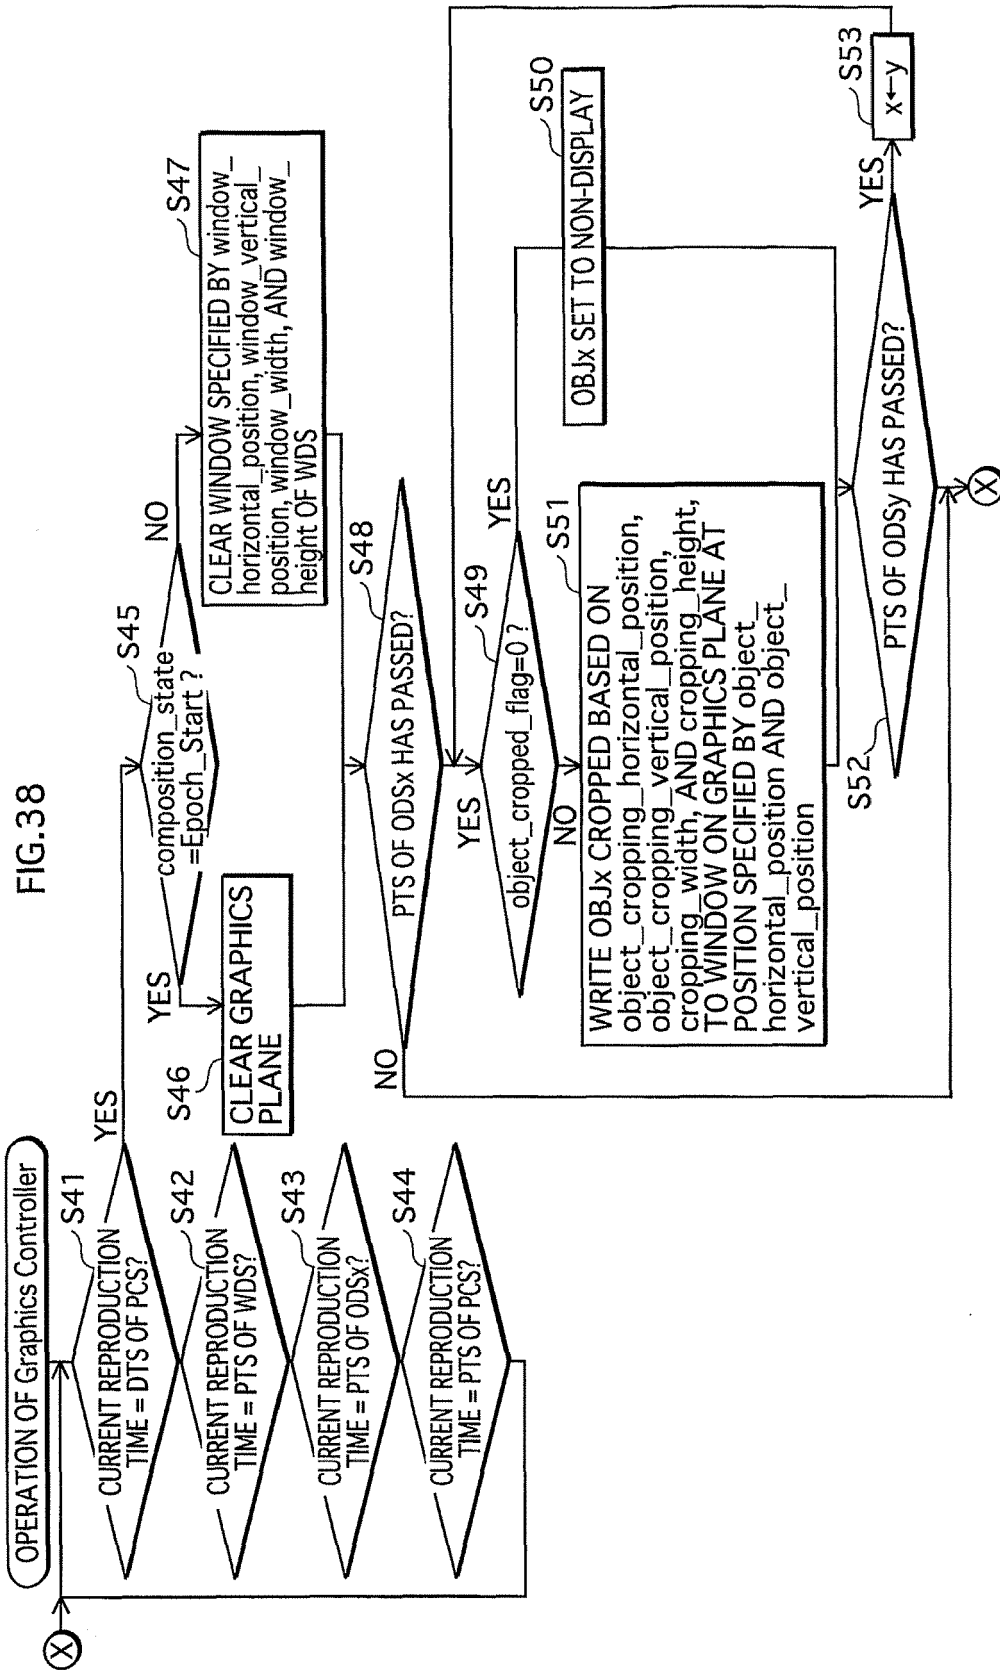 FIG.38
OPERATION OF Graphics Controller
X
S41
CURRENT REPRODUCTION
TIME = DTS OF PCS?
YES
S42
CURRENT REPRODUCTION
TIME = PTS OF WDS?
S43
CURRENT REPRODUCTION
TIME = PTS OF ODSx?
S44
CURRENT REPRODUCTION
TIME = PTS OF PCS?
S45
composition_state
=Epoch_Start ?
YES
NO
S46
CLEAR GRAPHICS
PLANE
S47
CLEAR WINDOW SPECIFIED BY window_
horizontal_position, window_vertical_
position, window_width, AND window_
height OF WDS
S48
PTS OF ODSx HAS PASSED?
NO
YES
S49
object_cropped_flag=0 ?
YES
NO
S50
OBJx SET TO NON-DISPLAY
S51
WRITE OBJx CROPPED BASED ON
object_cropping_horizontal_position,
object_cropping_vertical_position,
cropping_width, AND cropping_height,
TO WINDOW ON GRAPHICS PLANE AT
POSITION SPECIFIED BY object_
horizontal_position AND object_
vertical_position
S52
PTS OF ODSy HAS PASSED?
YES
S53
x←y
X